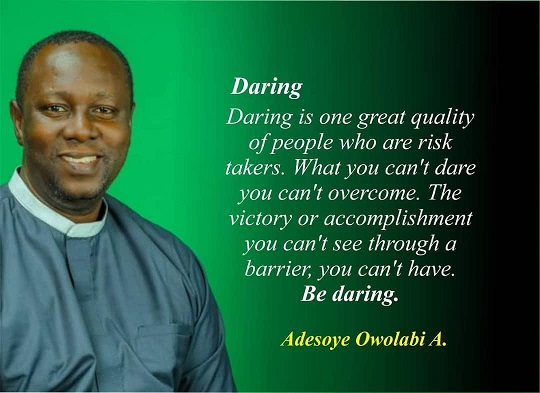 Daring
Daring is one great quality
of people who are risk
takers. What you can't dare
you can't overcome. The
victory or accomplishment
you can't see through a
barrier, you can't have.
Be daring.
Adesoye Owolabi A.